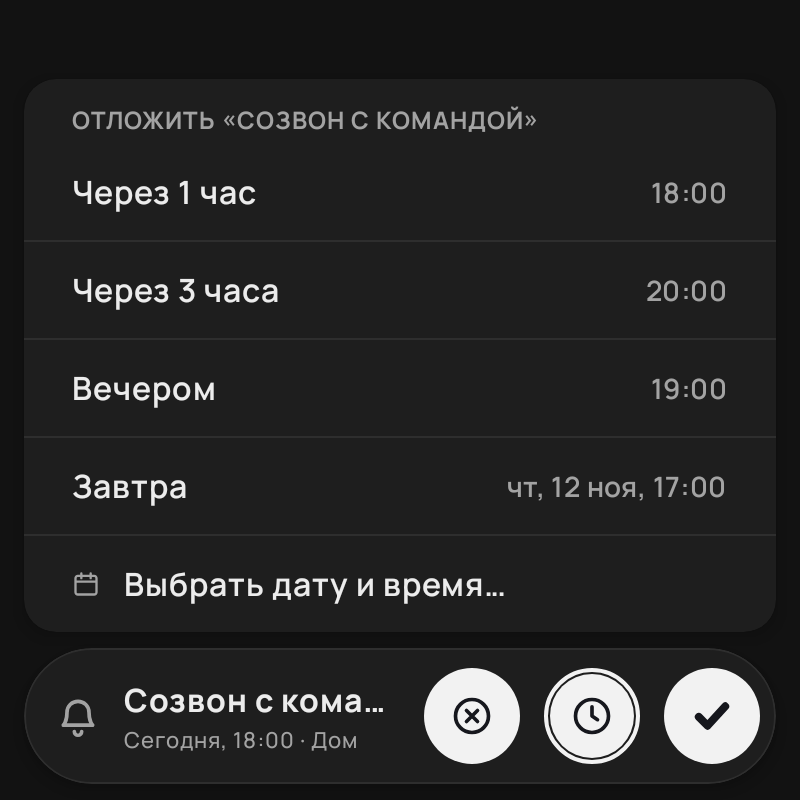 ОТЛОЖИТЬ «СОЗВОН С КОМАНДОЙ»
Через 1 час 18:00
Через 3 часа 20:00
Вечером 19:00
Завтра чт, 12 ноя, 17:00
Выбрать дату и время…
Созвон с кома…
Сегодня, 18:00 · Дом